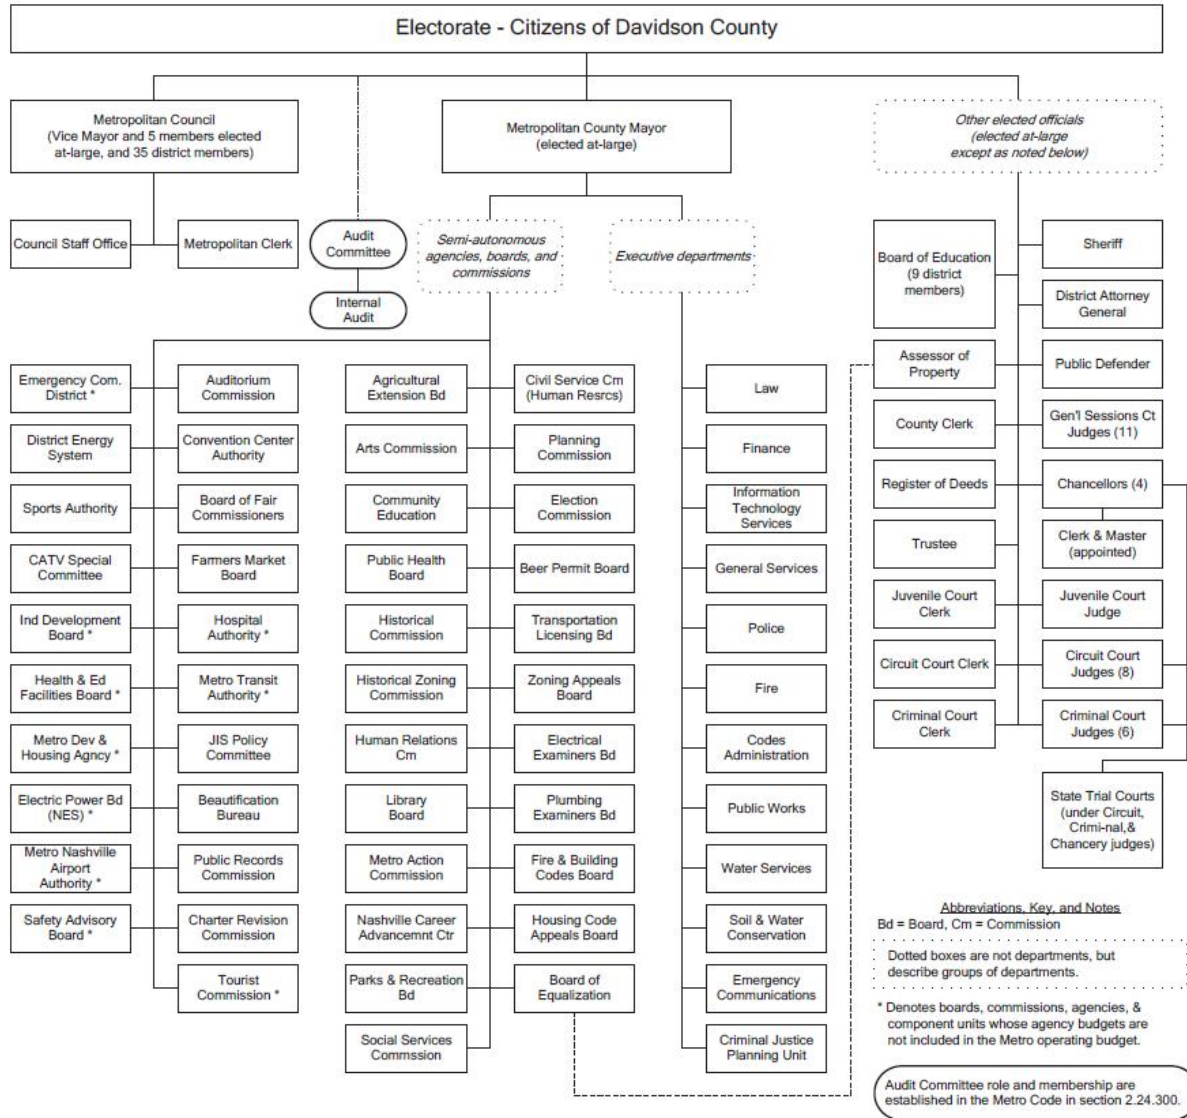 Electorate - Citizens of Davidson County
Metropolitan Council
(Vice Mayor and 5 members elected
at-large, and 35 district members)
Metropolitan County Mayor
(elected at-large)
Other elected officials
(elected at-large
except as noted below)
Council Staff Office
Metropolitan Clerk
Audit
Committee
Internal
Audit
Semi-autonomous
agencies, boards, and
commissions
Executive departments
Board of Education
(9 district
members)
Sheriff
District Attorney
General
Emergency Com.
District *
Auditorium
Commission
District Energy
System
Convention Center
Authority
Sports Authority
Board of Fair
Commissioners
CATV Special
Committee
Farmers Market
Board
Ind Development
Board *
Hospital
Authority *
Health & Ed
Facilities Board *
Metro Transit
Authority *
Metro Dev &
Housing Agncy *
JIS Policy
Committee
Electric Power Bd
(NES) *
Beautification
Bureau
Metro Nashville
Airport
Authority *
Public Records
Commission
Safety Advisory
Board *
Charter Revision
Commission
Tourist
Commission *
Agricultural
Extension Bd
Civil Service Cm
(Human Resrcs)
Arts Commission
Planning
Commission
Community
Education
Election
Commission
Public Health
Board
Beer Permit Board
Historical
Commission
Transportation
Licensing Bd
Historical Zoning
Commission
Zoning Appeals
Board
Human Relations
Cm
Electrical
Examiners Bd
Library
Board
Plumbing
Examiners Bd
Metro Action
Commission
Fire & Building
Codes Board
Nashville Career
Advancemnt Ctr
Housing Code
Appeals Board
Parks & Recreation
Bd
Board of
Equalization
Social Services
Commssion
Law
Finance
Information
Technology
Services
General Services
Police
Fire
Codes
Administration
Public Works
Water Services
Soil & Water
Conservation
Emergency
Communications
Criminal Justice
Planning Unit
Assessor of
Property
Public Defender
County Clerk
Gen'l Sessions Ct
Judges (11)
Register of Deeds
Chancellors (4)
Trustee
Clerk & Master
(appointed)
Juvenile Court
Clerk
Juvenile Court
Judge
Circuit Court Clerk
Circuit Court
Judges (8)
Criminal Court
Clerk
Criminal Court
Judges (6)
State Trial Courts
(under Circuit,
Crimi-nal,&
Chancery judges)
Abbreviations, Key, and Notes
Bd = Board, Cm = Commission
Dotted boxes are not departments, but
describe groups of departments.
* Denotes boards, commissions, agencies, &
component units whose agency budgets are
not included in the Metro operating budget.
Audit Committee role and membership are
established in the Metro Code in section 2.24.300.